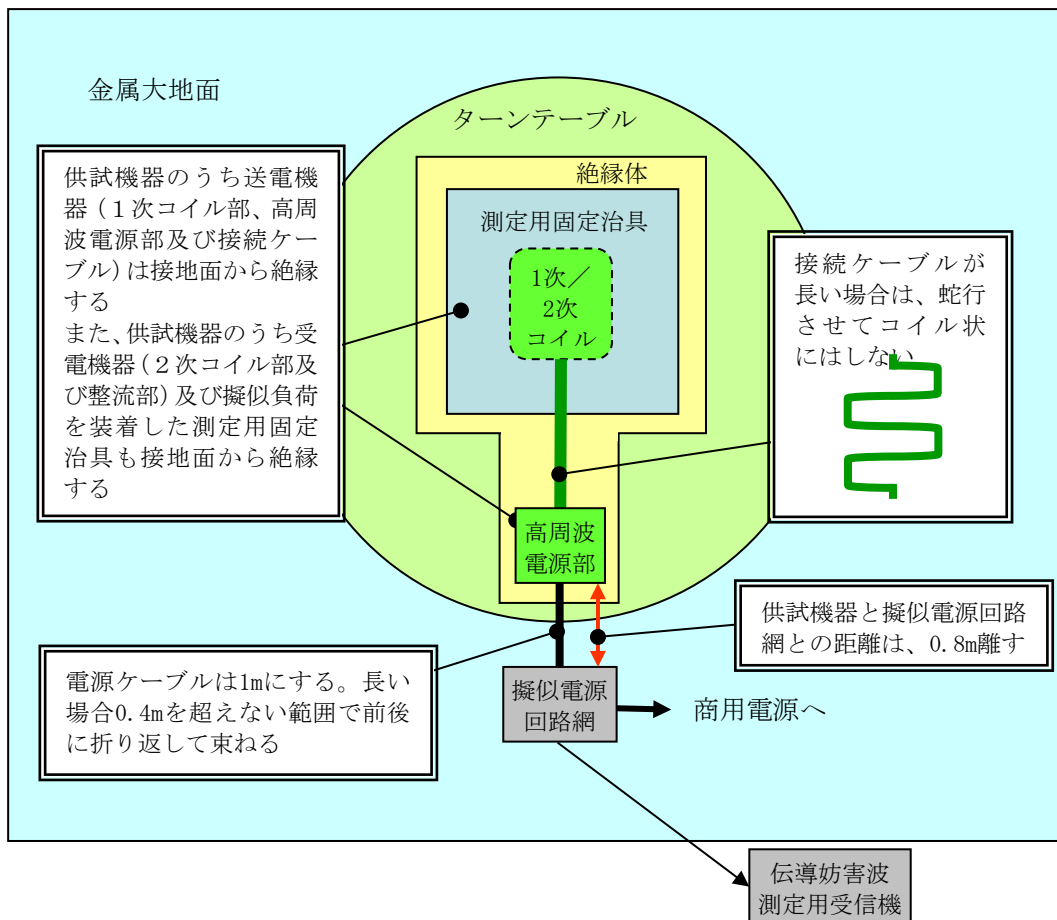 金属大地面
ターンテーブル
絶縁体
測定用固定治具
1次／
2次
コイル
供試機器のうち送電機
器(１次コイル部、高周
波電源部及び接続ケー
ブル)は接地面から絶縁
する
また、供試機器のうち受
電機器(２次コイル部及
び整流部)及び擬似負荷
を装着した測定用固定
治具も接地面から絶縁
する
接続ケーブルが
長い場合は、蛇行
させてコイル状
にはしない
高周波
電源部
供試機器と擬似電源回路
網との距離は、0.8m離す
電源ケーブルは1mにする。長い
場合0.4mを超えない範囲で前後
に折り返して束ねる
擬似電源
回路網
商用電源へ
伝導妨害波
測定用受信機